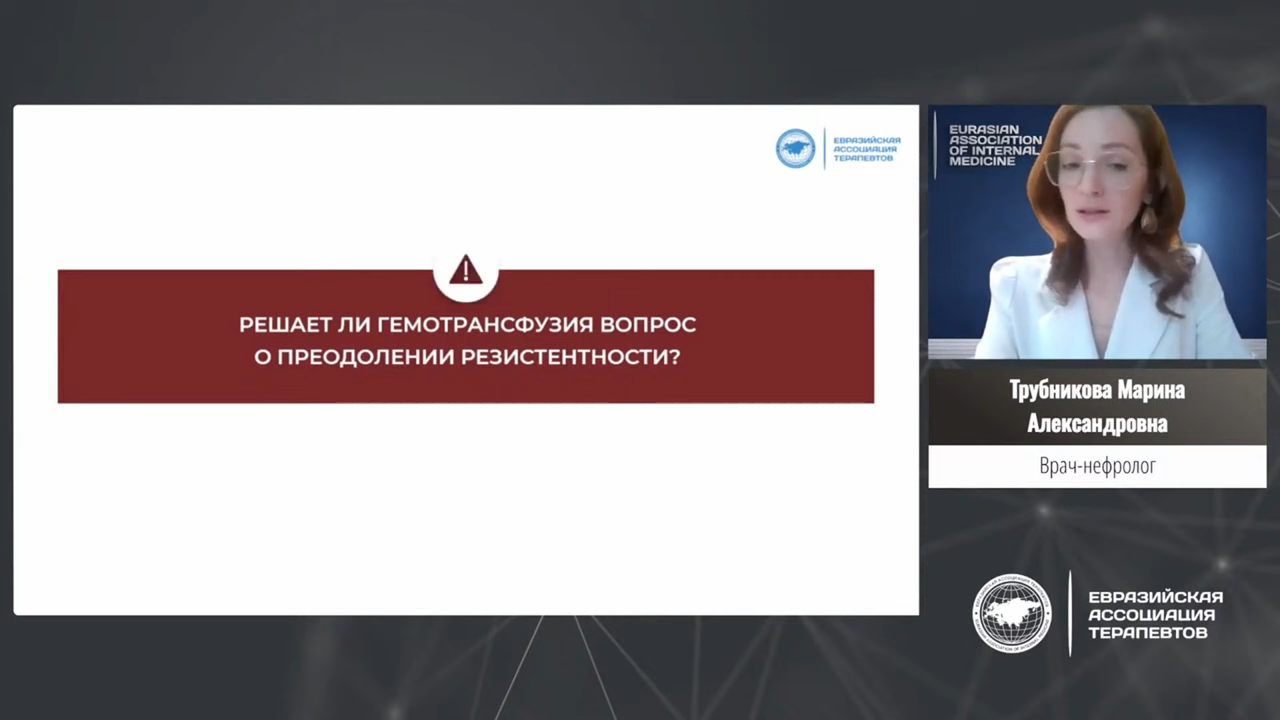 ЕВРАЗИЙСКАЯ
АССОЦИАЦИЯ
ТЕРАПЕВТОВ
РЕШАЕТ ЛИ ГЕМОТРАНСФУЗИЯ ВОПРОС
О ПРЕОДОЛЕНИИ РЕЗИСТЕНТНОСТИ?
EURASIAN
ASSOCIATION
OF INTERNAL
MEDICINE
Трубникова Марина
Александровна
Врач-нефролог
ЕВРАЗИЙСКАЯ
АССОЦИАЦИЯ
ТЕРАПЕВТОВ